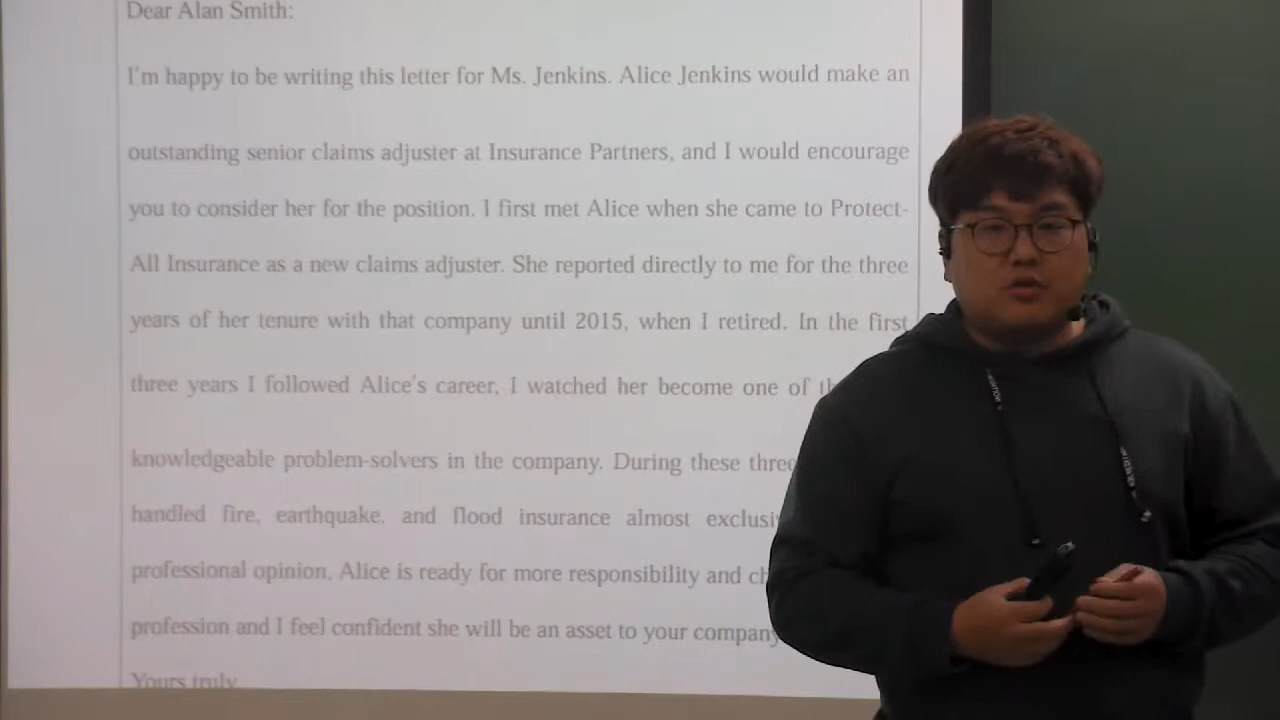 Dear Alan Smith:
I'm happy to be writing this letter for Ms. Jenkins. Alice Jenkins would make an
outstanding senior claims adjuster at Insurance Partners, and I would encourage
you to consider her for the position. I first met Alice when she came to Protect-
All Insurance as a new claims adjuster. She reported directly to me for the three
years of her tenure with that company until 2015, when I retired. In the first
three years I followed Alice's career, I watched her become one of
knowledgeable problem-solvers in the company. During these three
handled fire, earthquake, and flood insurance almost
professional opinion, Alice is ready for more responsibility and
profession and I feel confident she will be an asset to your company
Yours truly